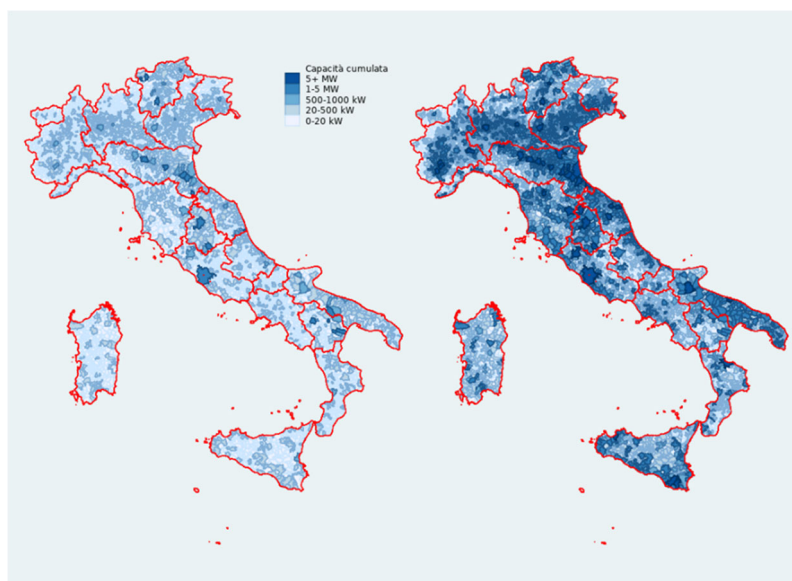 Capacità cumulata
5+ MW
1-5 MW
500-1000 kW
20-500 kW
0-20 kW